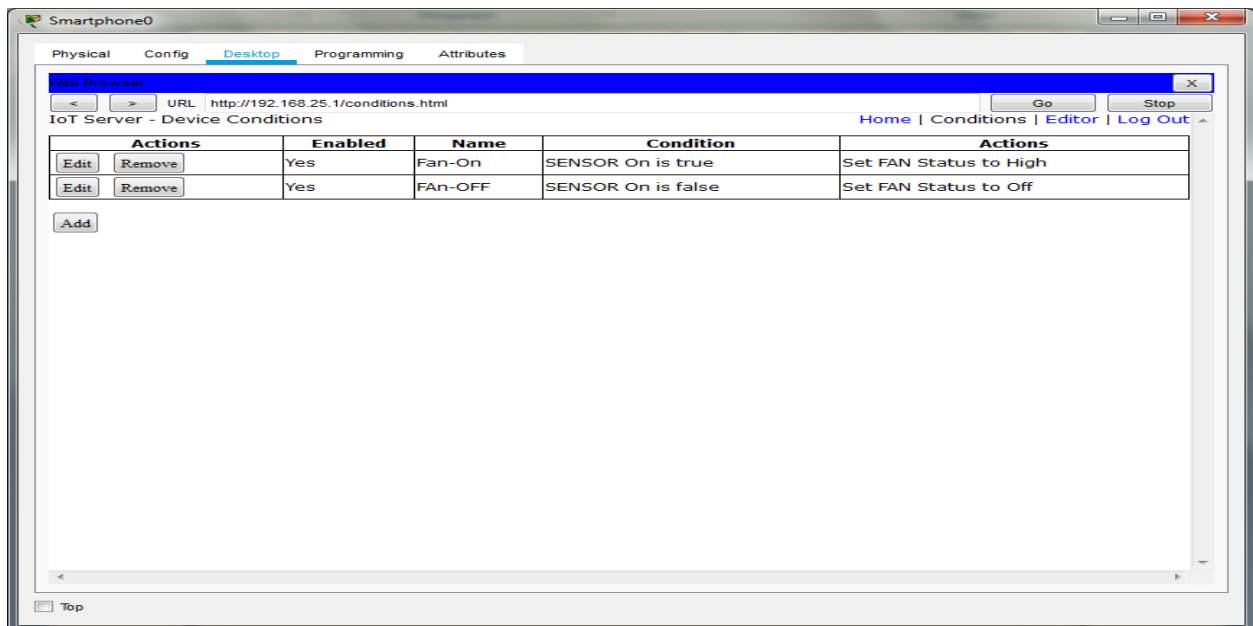 Smartphone0
Physical Config Desktop Programming Attributes
Web Browser X
< > URL http://192.168.25.1/conditions.html Go Stop
IoT Server - Device Conditions Home | Conditions | Editor | Log Out
Actions Enabled Name Condition Actions
Edit Remove Yes Fan-On SENSOR On is true Set FAN Status to High
Edit Remove Yes FAn-OFF SENSOR On is false Set FAN Status to Off
Add
Top